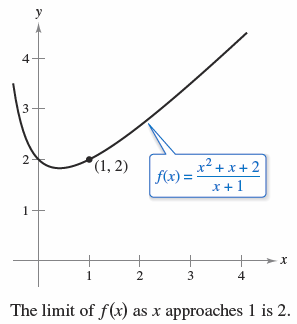 y
4
3
2
(1, 2)
f(x) = (x² + x + 2)/(x + 1)
1
x
1 2 3 4
The limit of f(x) as x approaches 1 is 2.